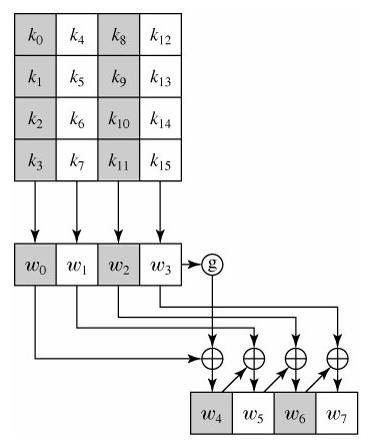 k₀ k₄ k₈ k₁₂
k₁ k₅ k₉ k₁₃
k₂ k₆ k₁₀ k₁₄
k₃ k₇ k₁₁ k₁₅
w₀ w₁ w₂ w₃ g
w₄ w₅ w₆ w₇